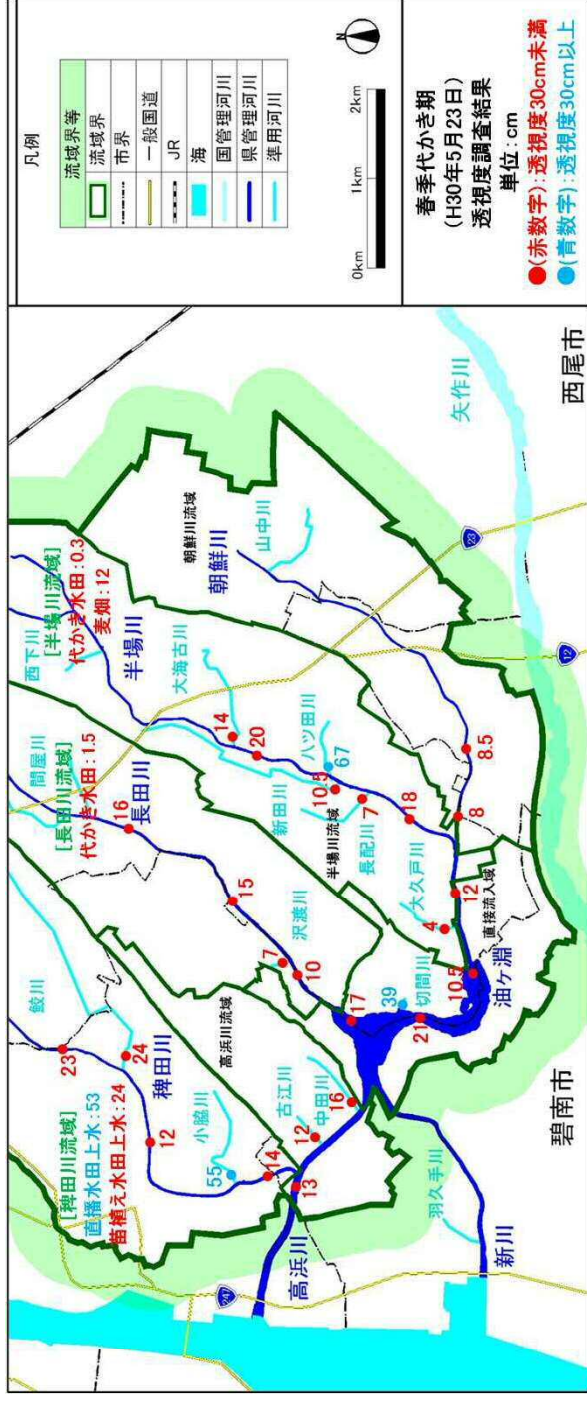 凡例
流域界等
流域界
市界
一般国道
JR
海
国管理河川
県管理河川
準用河川
N
0km
1km
2km
春季代かき期
(H30年5月23日)
透視度調査結果
単位:cm
●(赤数字):透視度30cm未満
●(青数字):透視度30cm以上
[稗田川流域]
直播水田上水:53
苗植え水田上水:24
鮫川
23
24
稗田川
12
小脇川
55
14
13
高浜川
247
高浜川流域
古江川
12
中田川
16
間屋川
[長田川流域]
代かき水田:1.5
16
長田川
15
沢渡川
7
10
17
西下川
[半場川流域]
代かき水田:0.3
麦畑:12
半場川
大海古川
14
20
新田川
八ツ田川
67
10.5
半場川流域
長配川
7
18
大久戸川
4
12
直接流入域
39
切間川
21
10.5
油ヶ淵
朝鮮川流域
朝鮮川
山中川
8.5
8
23
12
矢作川
西尾市
碧南市
羽久手川
新川